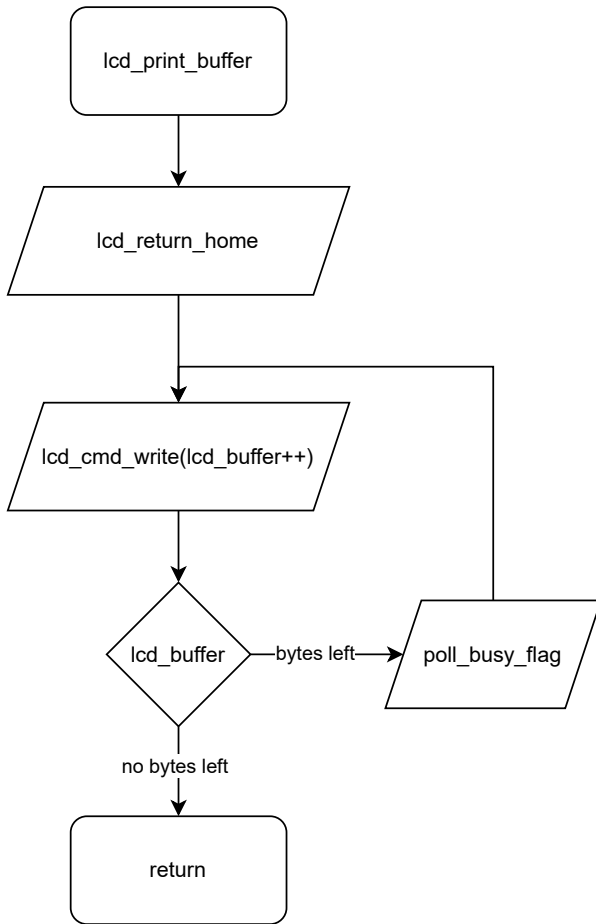 lcd_print_buffer
lcd_return_home
lcd_cmd_write(lcd_buffer++)
lcd_buffer
bytes left
poll_busy_flag
no bytes left
return